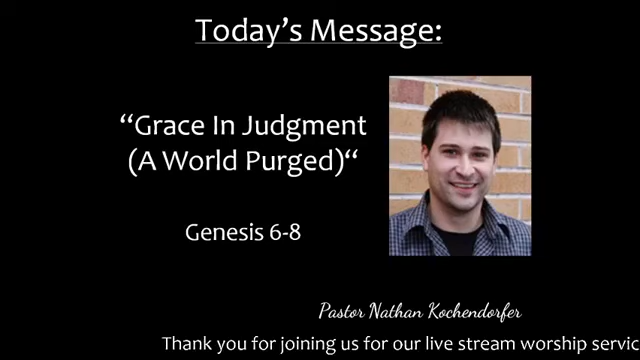 Today’s Message:
“Grace In Judgment
(A World Purged)“
Genesis 6-8
Pastor Nathan Kochendorfer
Thank you for joining us for our live stream worship servic